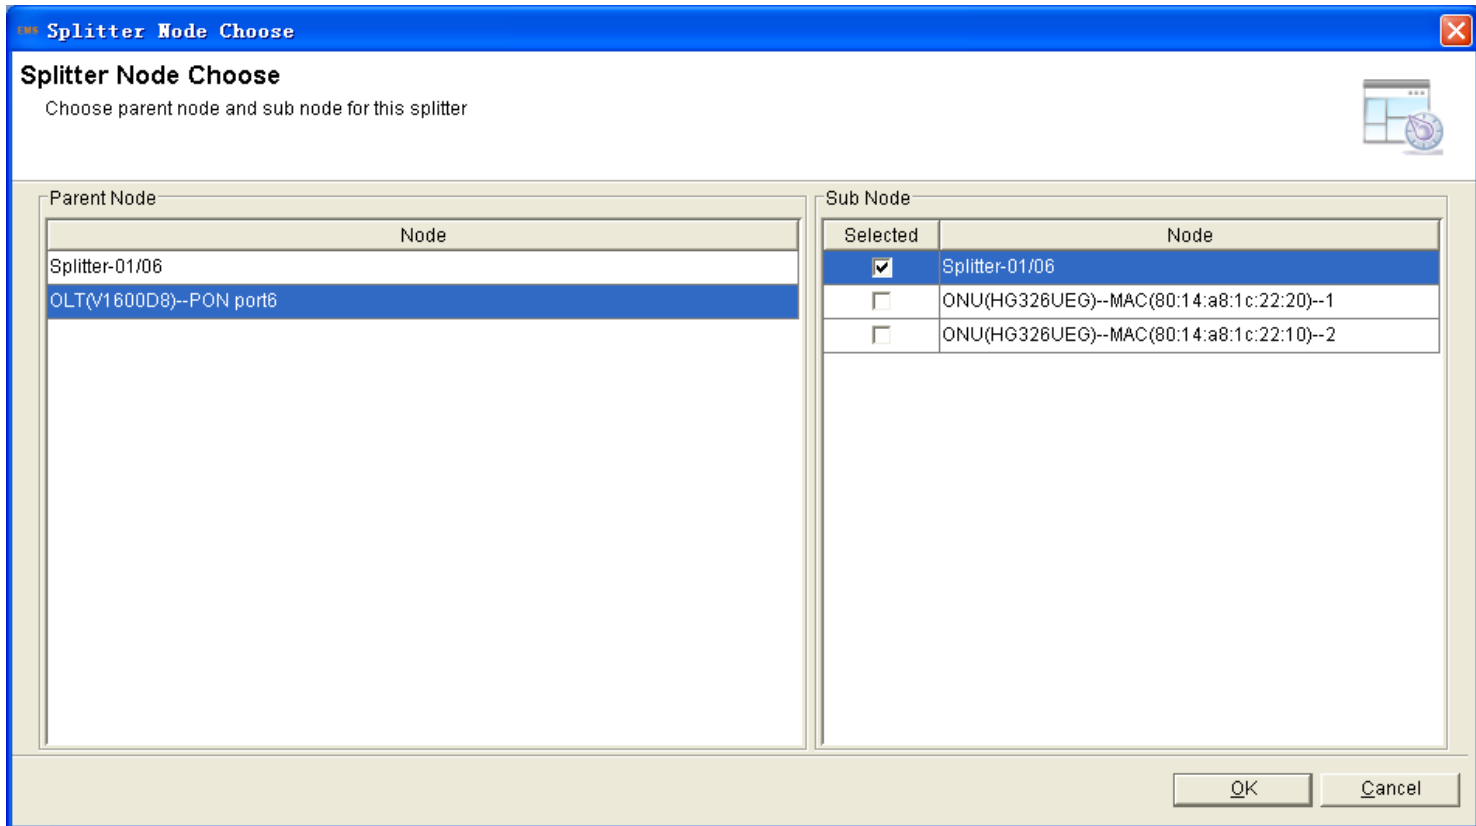 EMS Splitter Node Choose
Splitter Node Choose
Choose parent node and sub node for this splitter
Parent Node
Node
Splitter-01/06
OLT(V1600D8)--PON port6
Sub Node
Selected Node
Splitter-01/06
ONU(HG326UEG)--MAC(80:14:a8:1c:22:20)--1
ONU(HG326UEG)--MAC(80:14:a8:1c:22:10)--2
OK Cancel